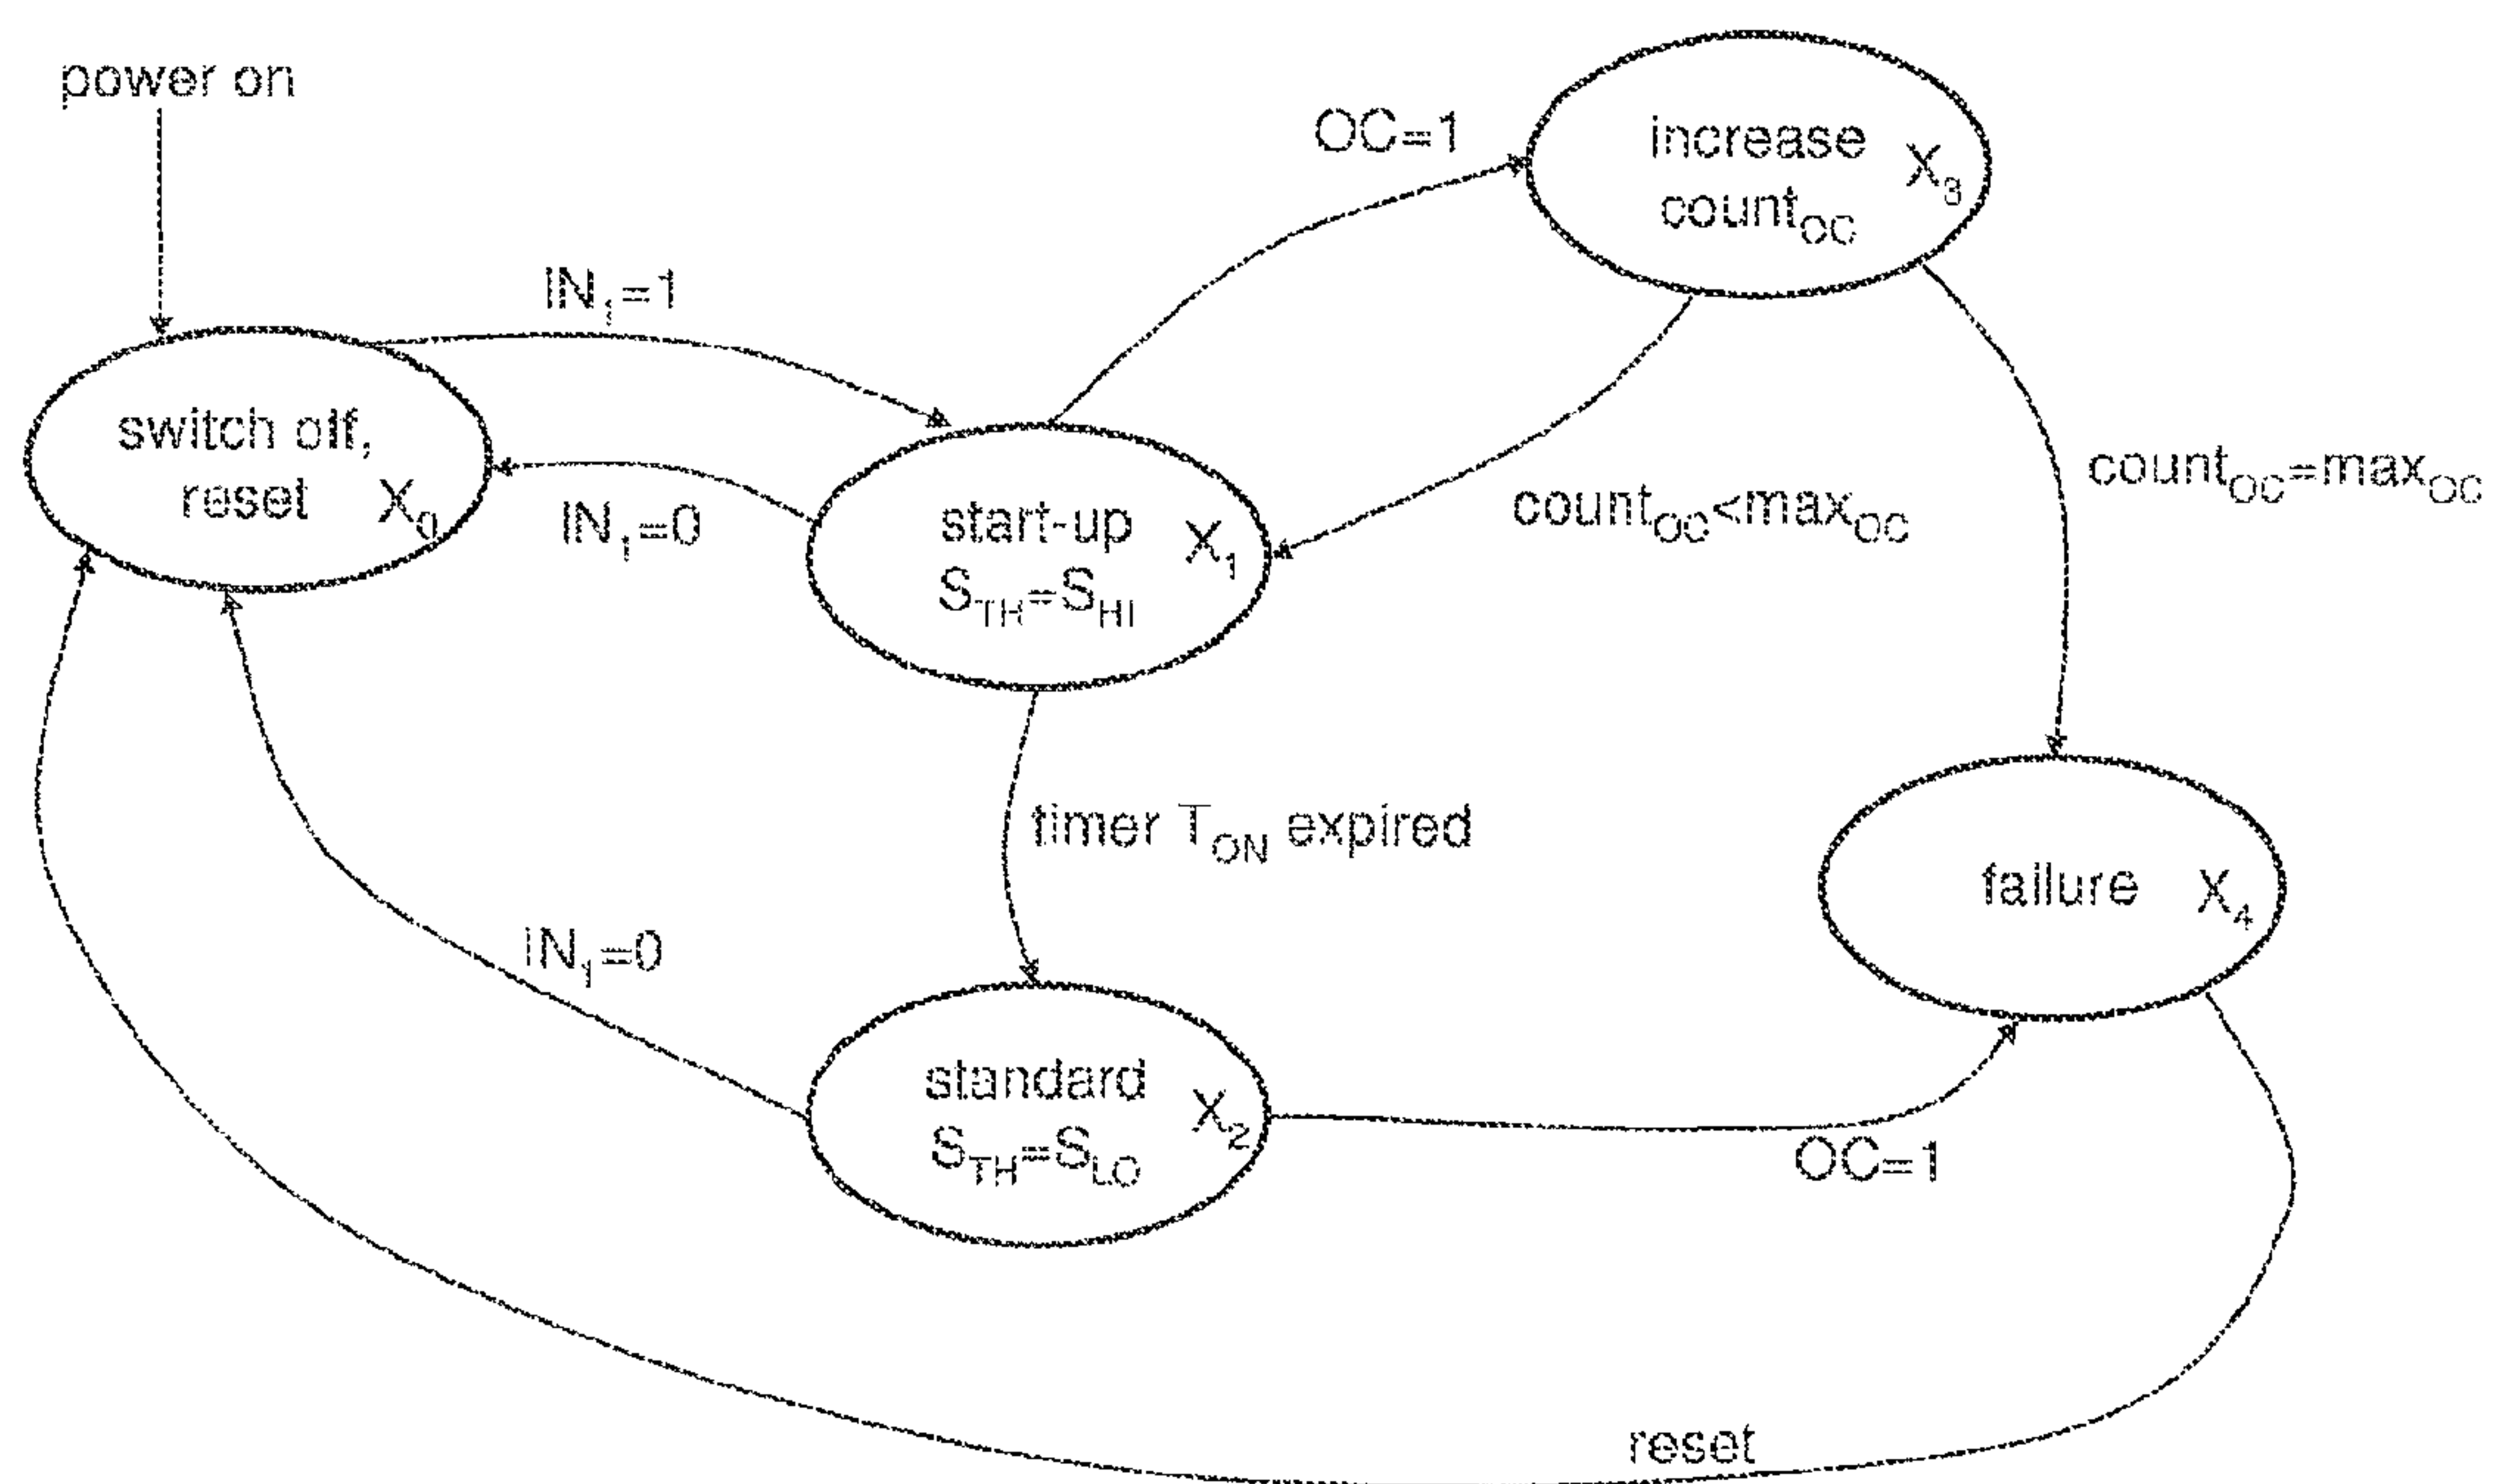 power on
OC=1
increase
count_OC
X_3
IN_1=1
switch off,
reset
X_0
IN_1=0
start-up
S_TH=S_HI
X_1
count_OC<max_OC
count_OC=max_OC
timer T_ON expired
failure
X_4
IN_1=0
standard
S_TH=S_LO
X_2
OC=1
reset